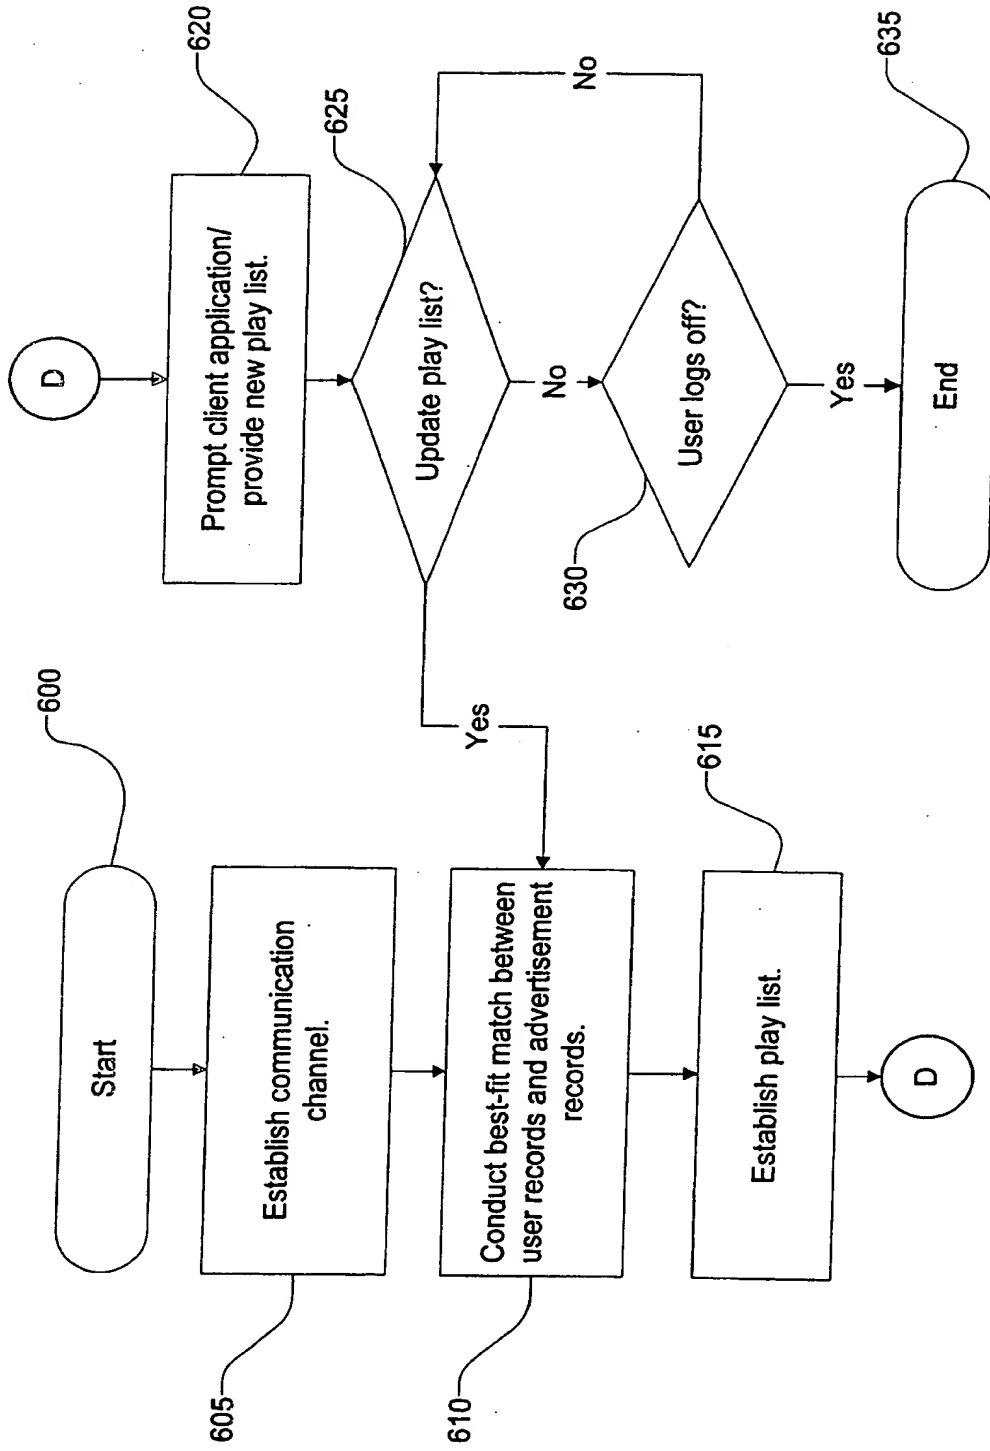 Start
600
Establish communication
channel.
605
Conduct best-fit match between
user records and advertisement
records.
610
Establish play list.
615
D
D
Prompt client application/
provide new play list.
620
Update play list?
625
Yes
No
User logs off?
630
No
Yes
End
635